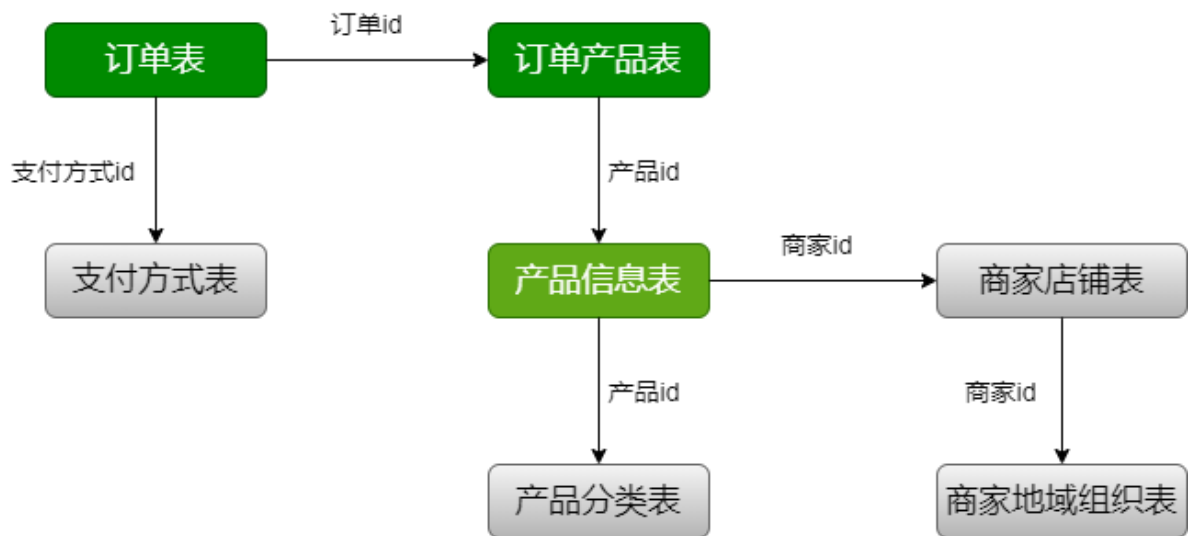 订单id
订单表
订单产品表
支付方式id
产品id
商家id
支付方式表
产品信息表
商家店铺表
产品id
商家id
产品分类表
商家地域组织表